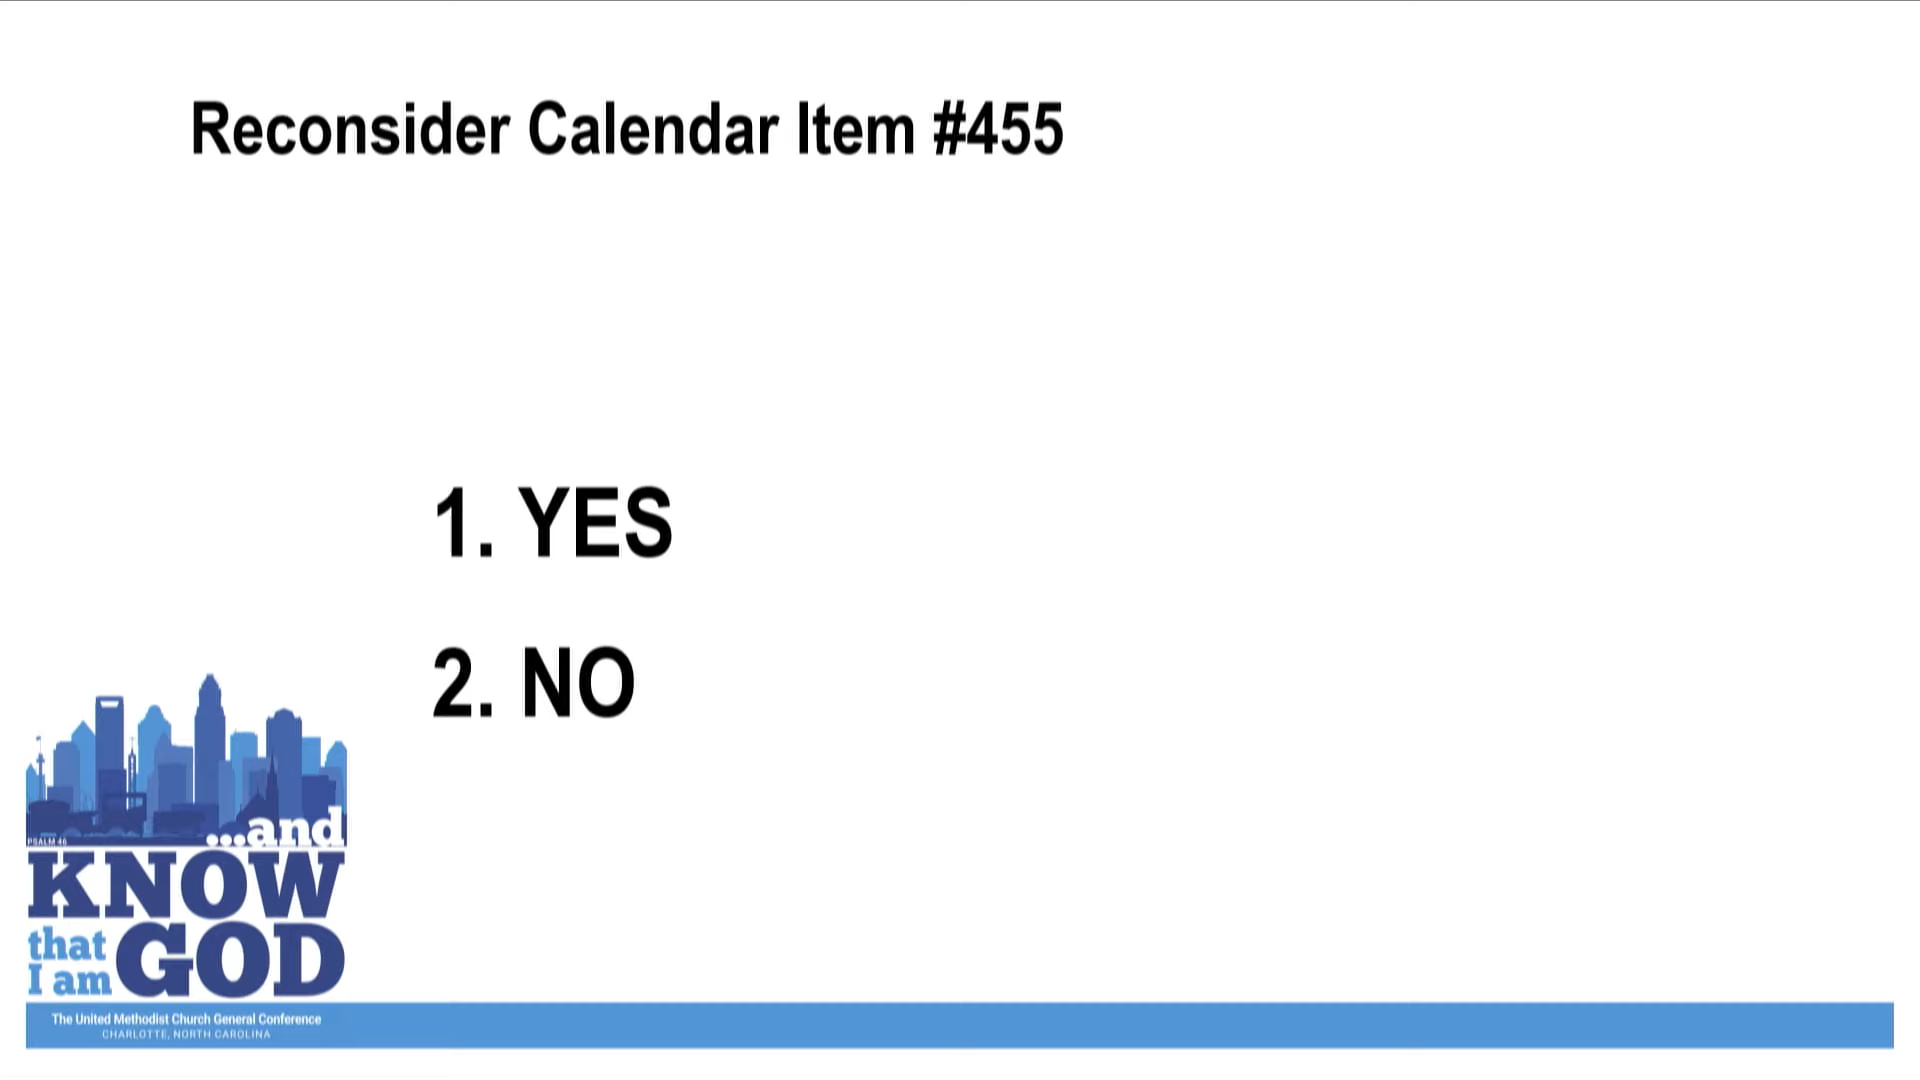 Reconsider Calendar Item #455
1. YES
2. NO
PSALM 46
...and
KNOW
that
I am
GOD
The United Methodist Church General Conference
CHARLOTTE, NORTH CAROLINA